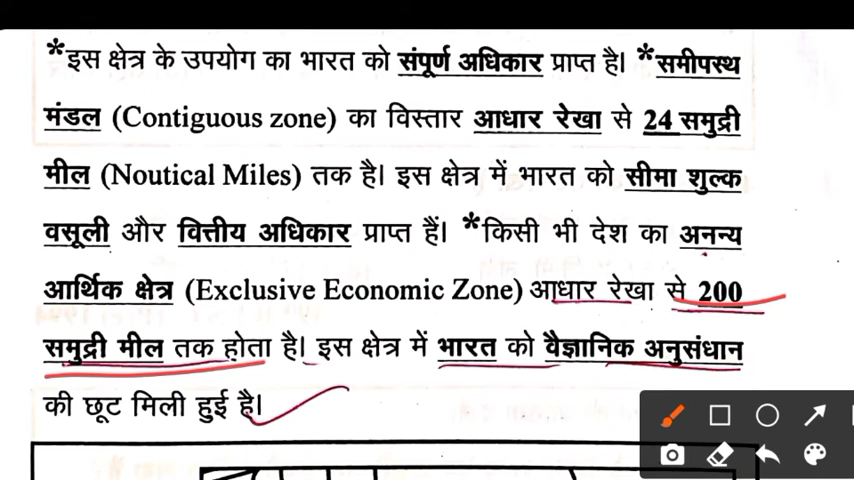 *इस क्षेत्र के उपयोग का भारत को संपूर्ण अधिकार प्राप्त है। *समीपस्थ
मंडल (Contiguous zone) का विस्तार आधार रेखा से 24 समुद्री
मील (Noutical Miles) तक है। इस क्षेत्र में भारत को सीमा शुल्क
वसूली और वित्तीय अधिकार प्राप्त हैं। *किसी भी देश का अनन्य
आर्थिक क्षेत्र (Exclusive Economic Zone) आधार रेखा से 200
समुद्री मील तक होता है। इस क्षेत्र में भारत को वैज्ञानिक अनुसंधान
की छूट मिली हुई है।